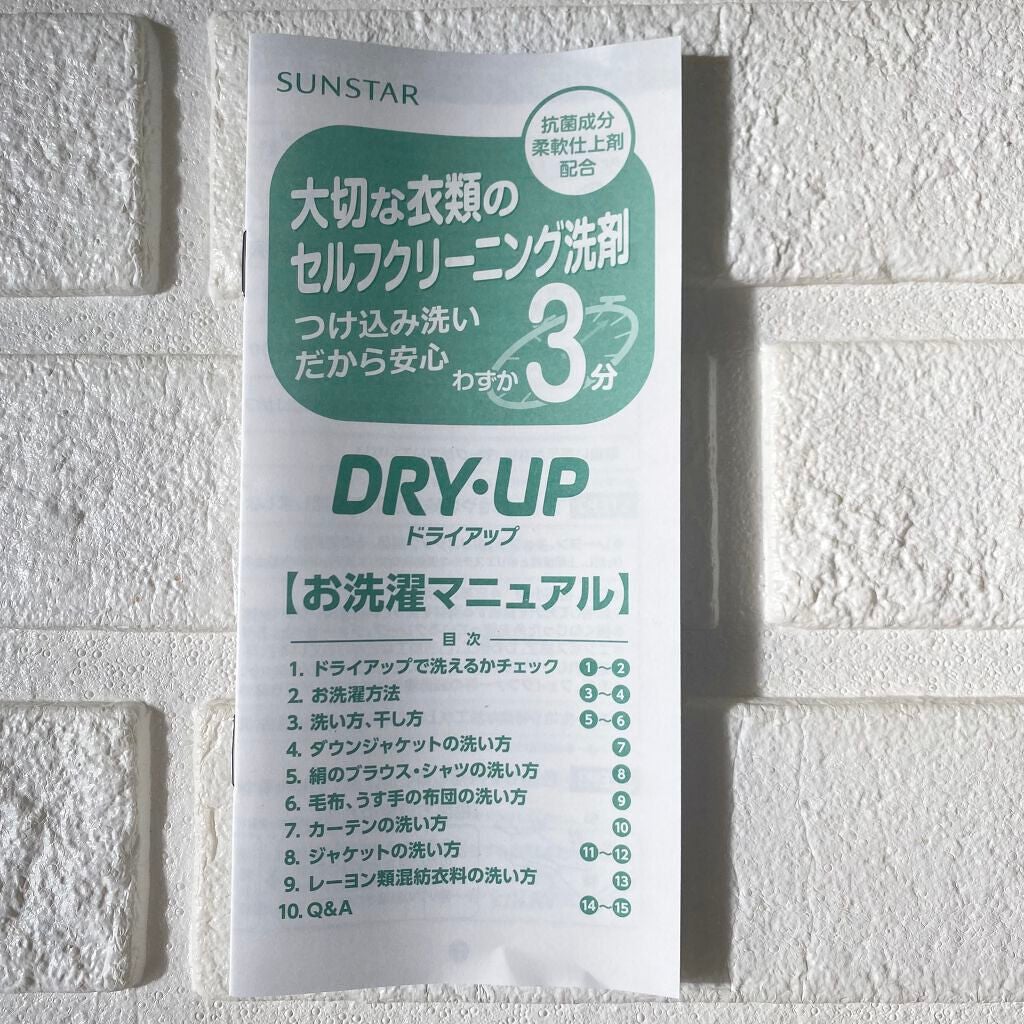 SUNSTAR
抗菌成分
柔軟仕上剤
配合
大切な衣類の
セルフクリーニング洗剤
つけ込み洗い
だから安心
わずか3分
DRY・UP
ドライアップ
【お洗濯マニュアル】
目次
1. ドライアップで洗えるかチェック ①〜②
2. お洗濯方法 ③〜④
3. 洗い方、干し方 ⑤〜⑥
4. ダウンジャケットの洗い方 ⑦
5. 絹のブラウス・シャツの洗い方 ⑧
6. 毛布、うす手の布団の洗い方 ⑨
7. カーテンの洗い方 ⑩
8. ジャケットの洗い方 ⑪〜⑫
9. レーヨン類混紡衣料の洗い方 ⑬
10. Q&A ⑭〜⑮